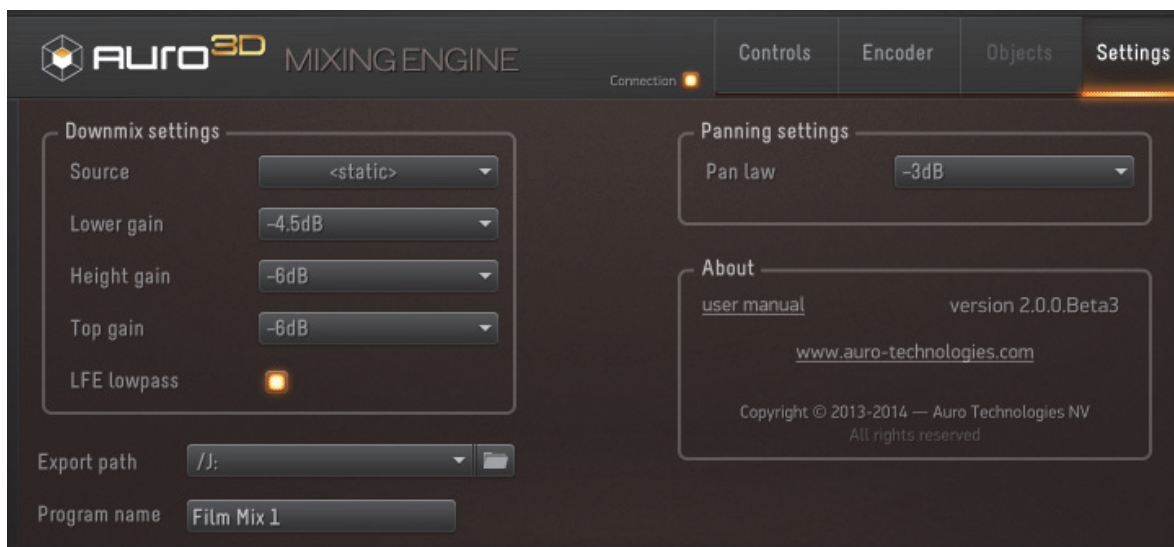 AURO 3D MIXING ENGINE
Connection
Controls Encoder Objects Settings
Downmix settings
Source <static>
Lower gain -4.5dB
Height gain -6dB
Top gain -6dB
LFE lowpass
Export path /J:
Program name Film Mix 1
Panning settings
Pan law -3dB
About
user manual version 2.0.0.Beta3
www.auro-technologies.com
Copyright © 2013-2014 — Auro Technologies NV
All rights reserved